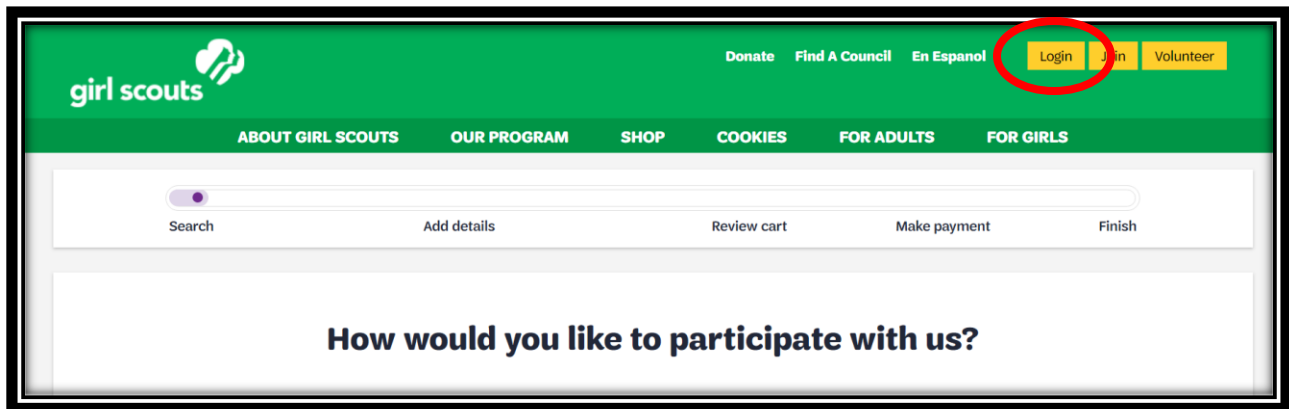 girl scouts
Donate Find A Council En Espanol Login Join Volunteer
ABOUT GIRL SCOUTS OUR PROGRAM SHOP COOKIES FOR ADULTS FOR GIRLS
Search Add details Review cart Make payment Finish
How would you like to participate with us?